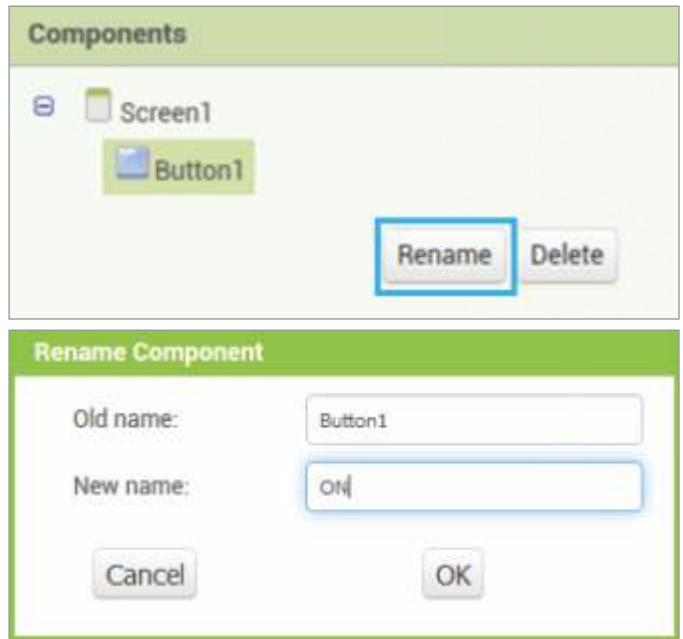 Components
Screen1
Button1
Rename Delete
Rename Component
Old name: Button1
New name: ON
Cancel OK